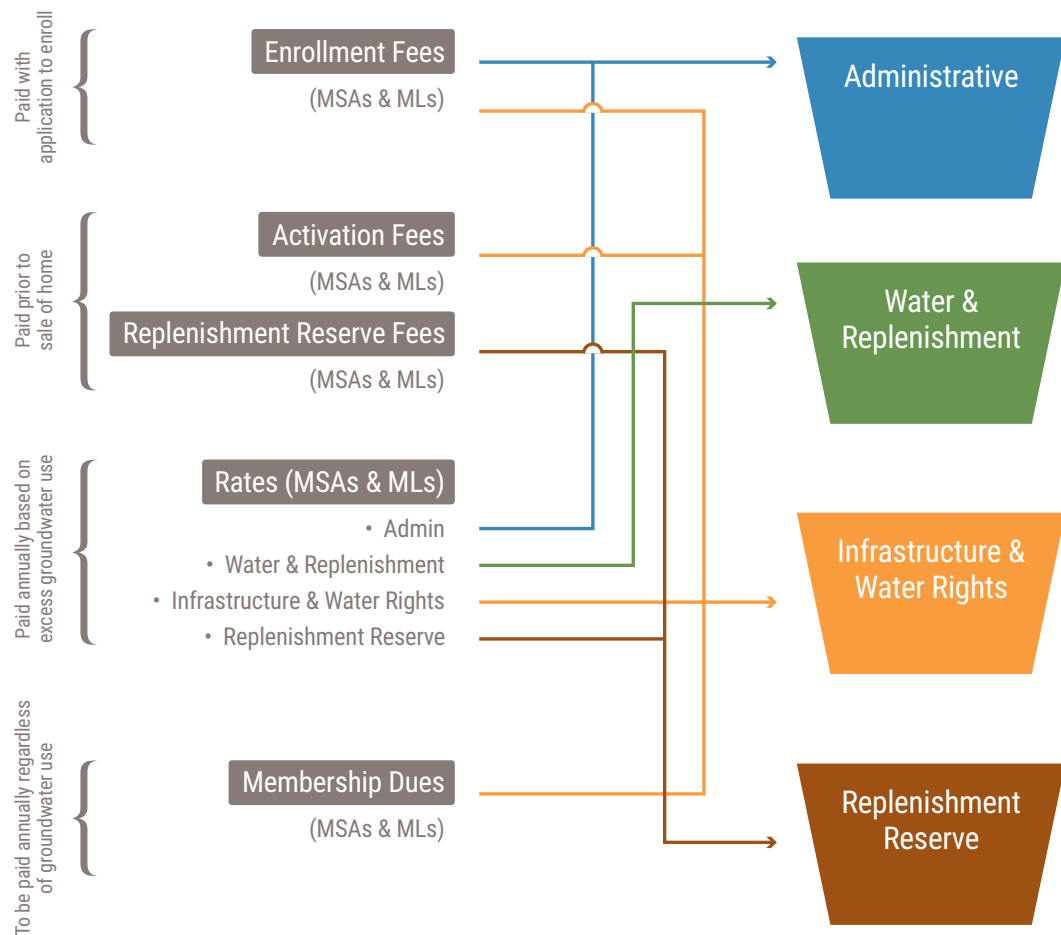 Paid with
application to enroll
Enrollment Fees
(MSAs & MLs)
Paid prior to
sale of home
Activation Fees
(MSAs & MLs)
Replenishment Reserve Fees
(MSAs & MLs)
Paid annually based on
excess groundwater use
Rates (MSAs & MLs)
• Admin
• Water & Replenishment
• Infrastructure & Water Rights
• Replenishment Reserve
To be paid annually regardless
of groundwater use
Membership Dues
(MSAs & MLs)
Administrative
Water &
Replenishment
Infrastructure &
Water Rights
Replenishment
Reserve